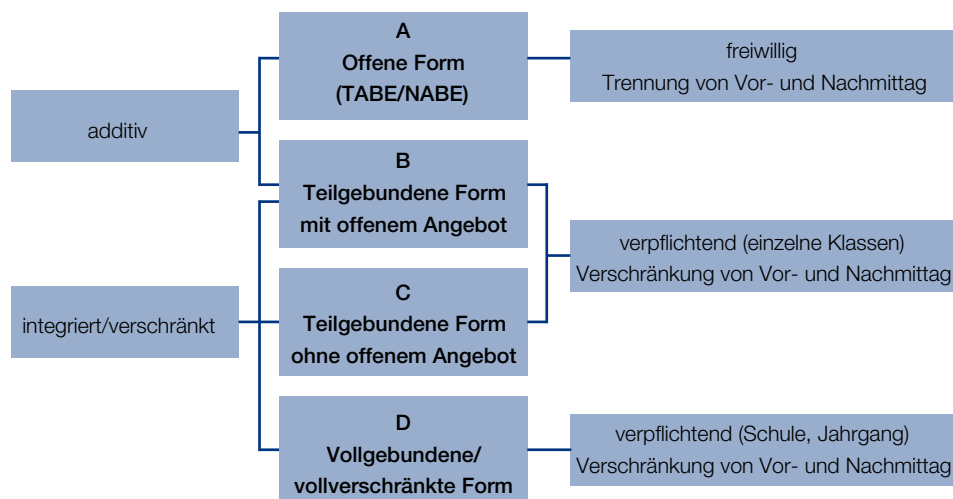 additiv
integriert/verschränkt
A
Offene Form
(TABE/NABE)
B
Teilgebundene Form
mit offenem Angebot
C
Teilgebundene Form
ohne offenem Angebot
D
Vollgebundene/
vollverschränkte Form
freiwillig
Trennung von Vor- und Nachmittag
verpflichtend (einzelne Klassen)
Verschränkung von Vor- und Nachmittag
verpflichtend (Schule, Jahrgang)
Verschränkung von Vor- und Nachmittag